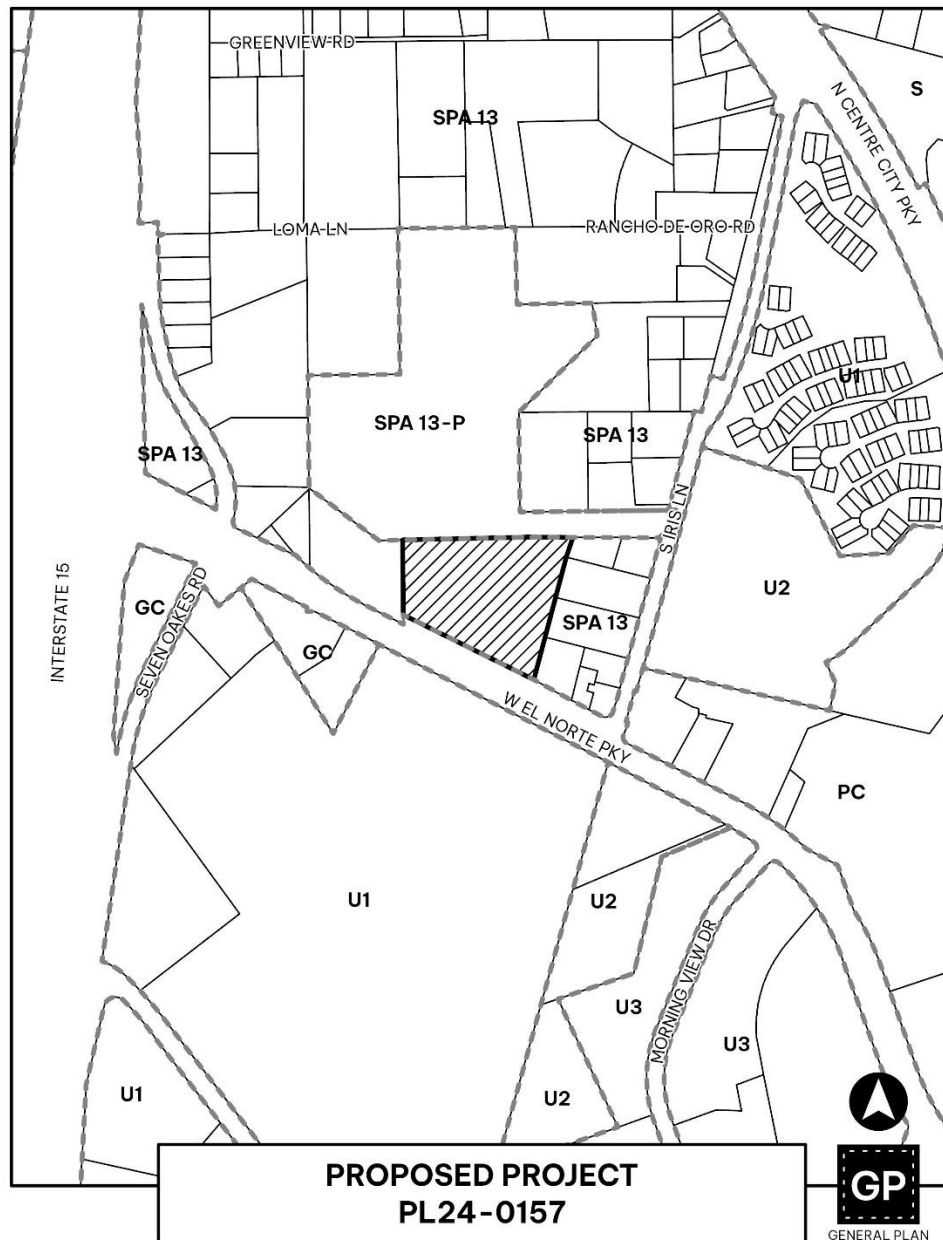 GREENVIEW RD
SPA 13
S
N CENTRE CITY PKY
LOMA LN
RANCHO DE ORO RD
U1
SPA 13-P
SPA 13
SPA 13
S IRIS LN
INTERSTATE 15
GC
SEVEN OAKES RD
U2
SPA 13
GC
W EL NORTE PKY
PC
U1
U2
MORNING VIEW DR
U3
U3
U1
U2
PROPOSED PROJECT
PL24-0157
GP
GENERAL PLAN